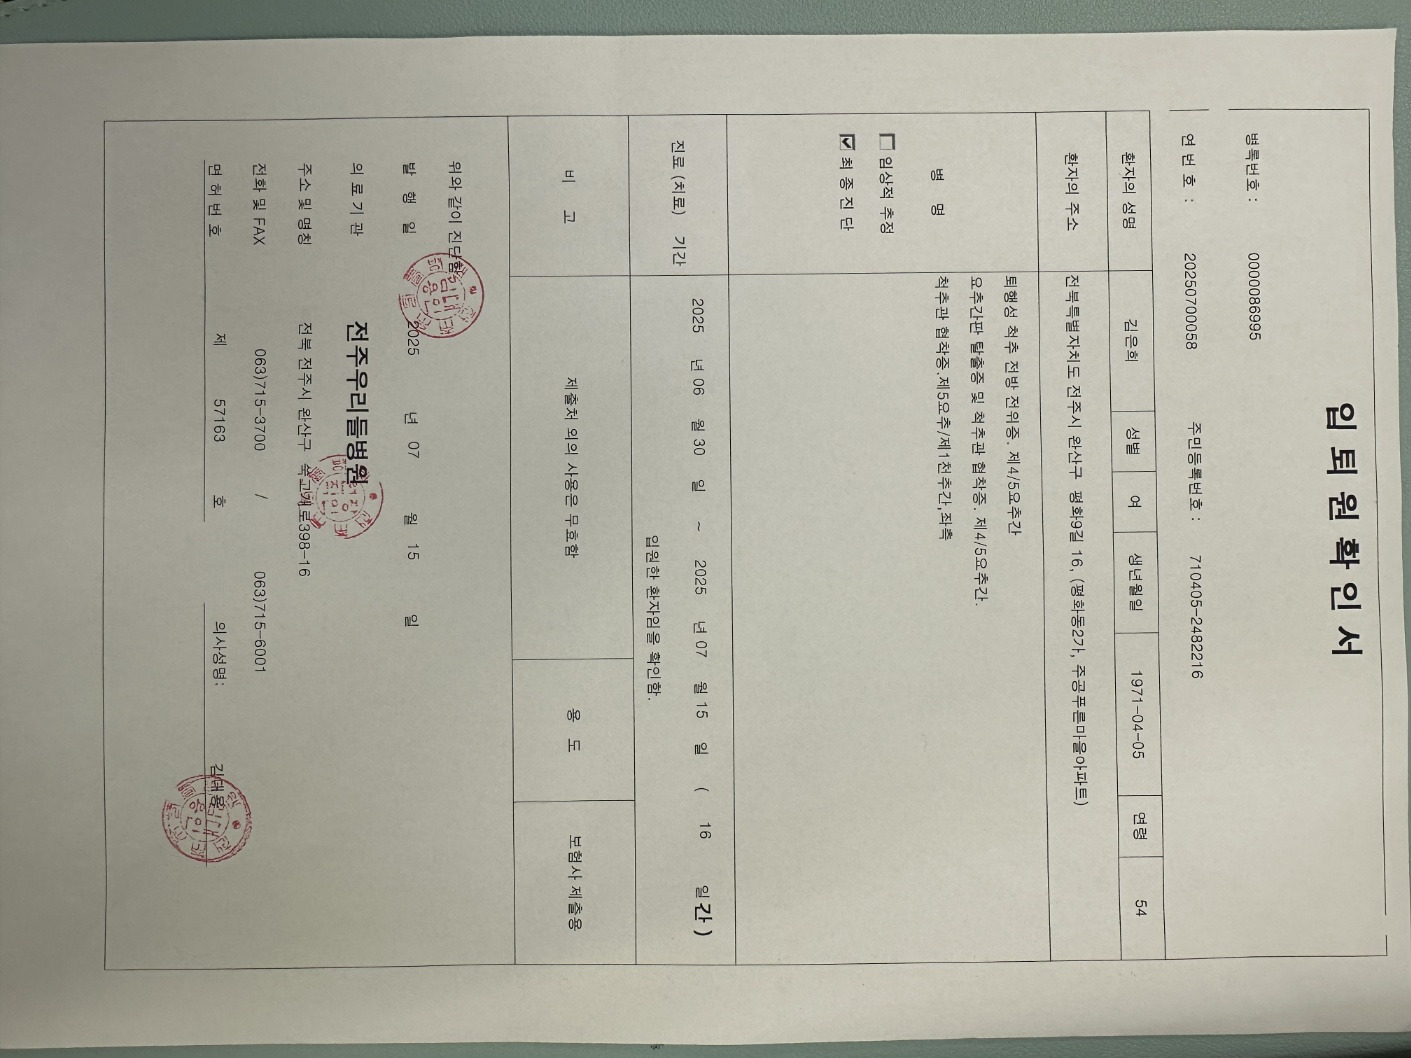 입퇴원확인서
병록번호 : 0000086995
연 번 호 : 20250700058 주민등록번호 : 710405-2482216
환자의 성명 김은희 성별 여 생년월일 1971-04-05 연령 54
환자의 주소 전북특별자치도 전주시 완산구 평화9길 16, (평화동2가, 주공푸른마을아파트)
병 명
임상적 추정
최 종 진 단
퇴행성 척추 전방 전위증. 제4/5요추간
요추간판 탈출증 및 척추관 협착증. 제4/5요추간.
척추관 협착증.제5요추/제1천추간,좌측
진료 (치료) 기간 2025 년 06 월 30 일 ~ 2025 년 07 월 15 일 ( 16 일간 )
입원한 환자임을 확인함.
비 고 제출처 외의 사용은 무효함 용 도 보험사 제출용
위와 같이 진단함
발 행 일 2025 년 07 월 15 일
의 료 기 관 전주우리들병원
주소 및 명칭 전북 전주시 완산구 쑥고개로398-16
전화 및 FAX 063)715-3700 / 063)715-6001
면 허 번 호 제 57163 호 의사성명: 김대용